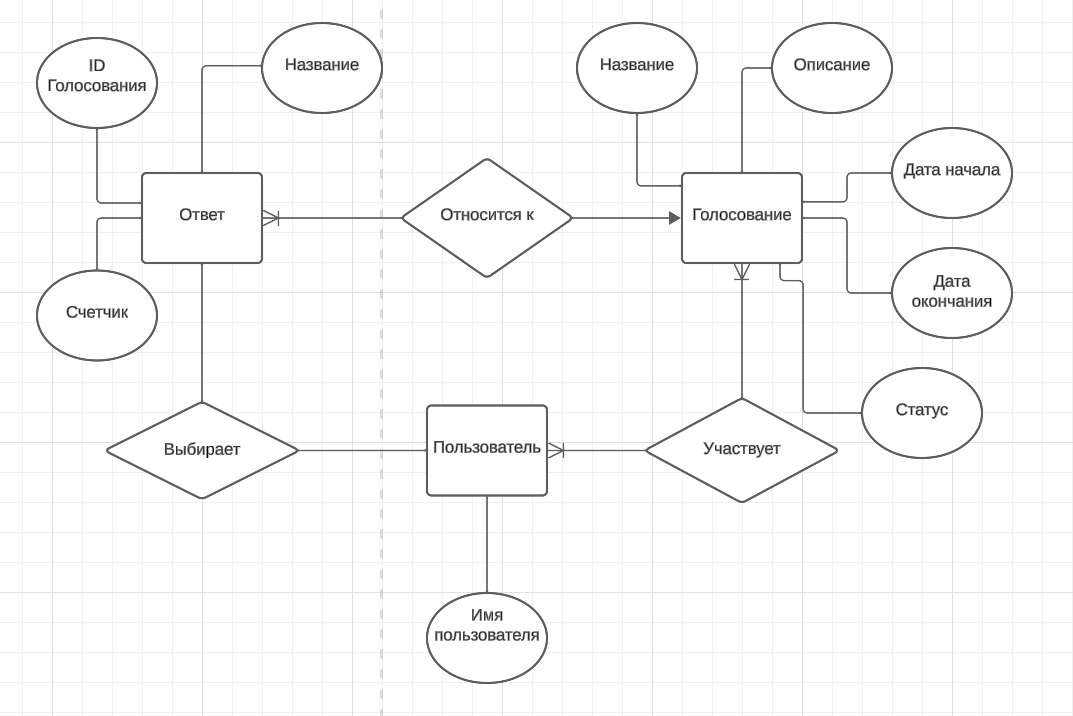 ID
Голосования
Название
Название
Описание
Дата начала
Ответ
Относится к
Голосование
Дата
окончания
Счетчик
Статус
Выбирает
Пользователь
Участвует
Имя
пользователя